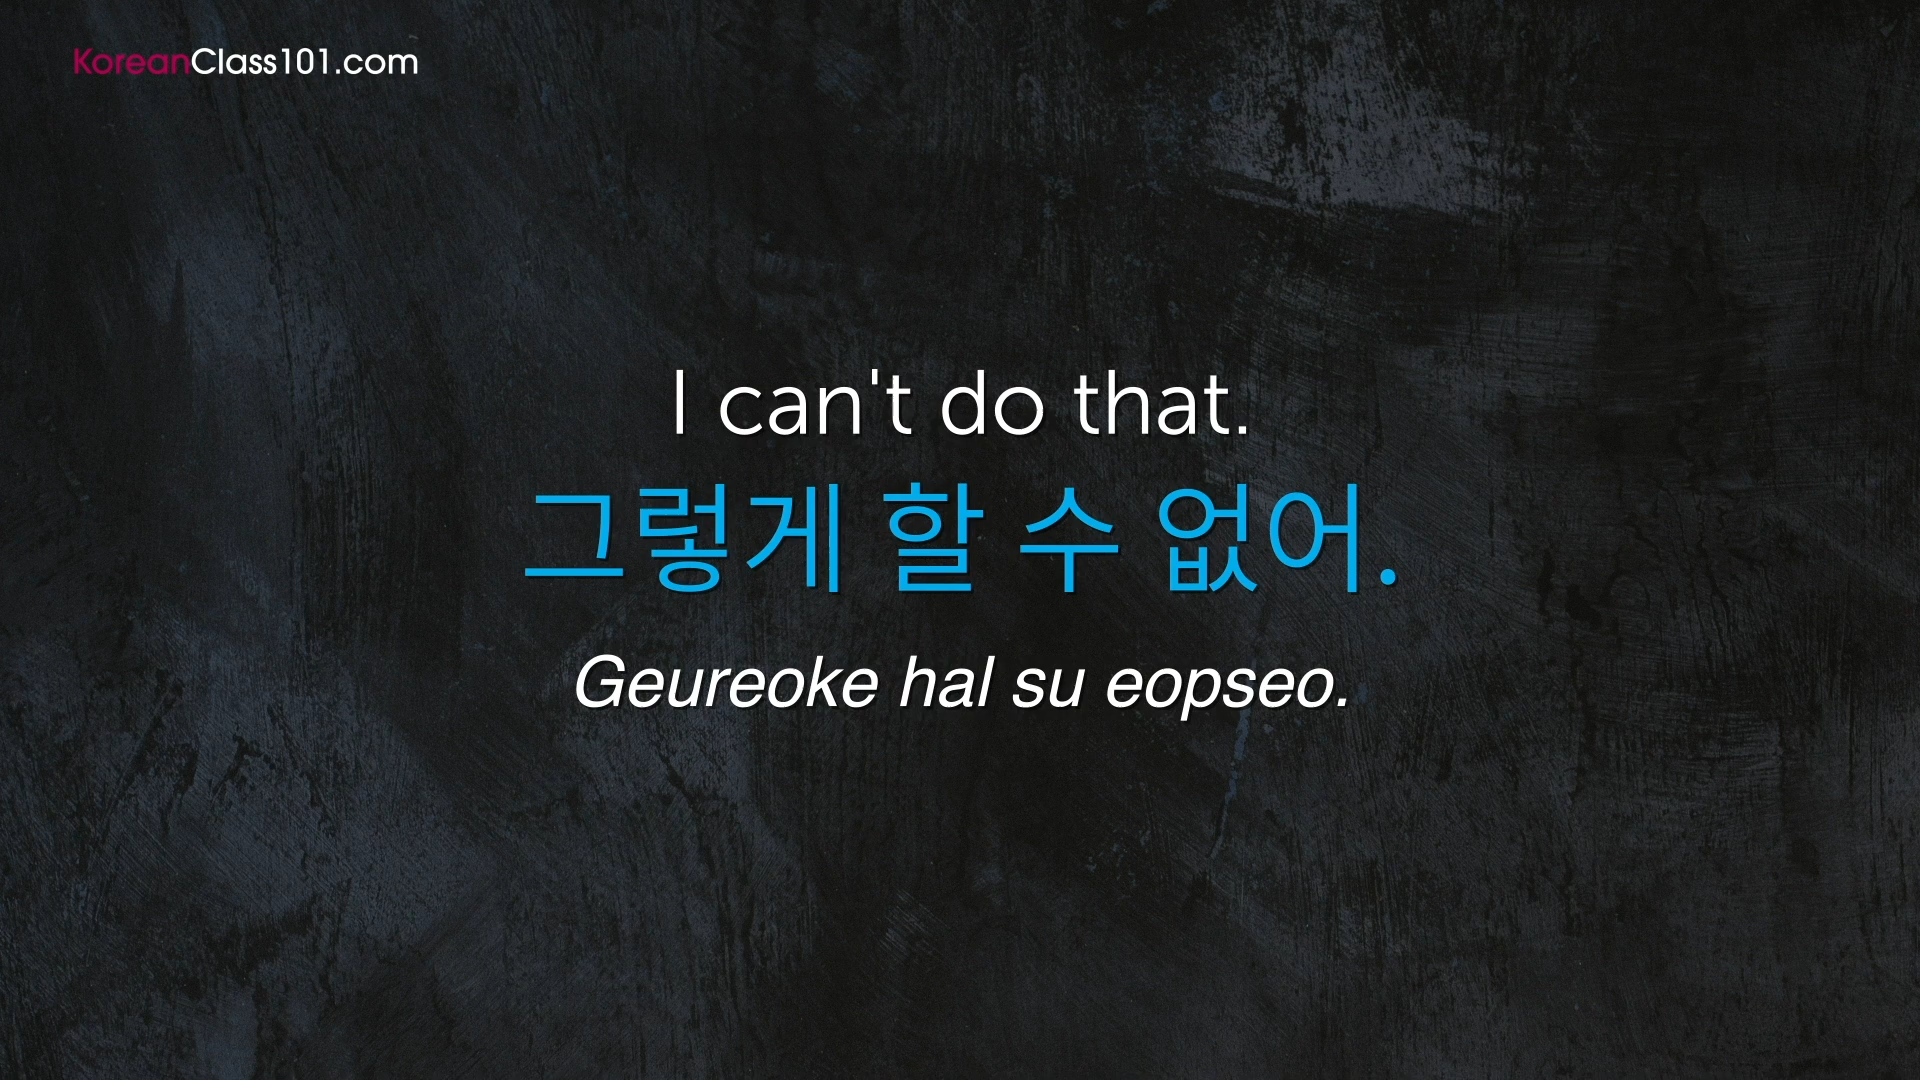 KoreanClass101.com
I can't do that.
그렇게 할 수 없어.
Geureoke hal su eopseo.